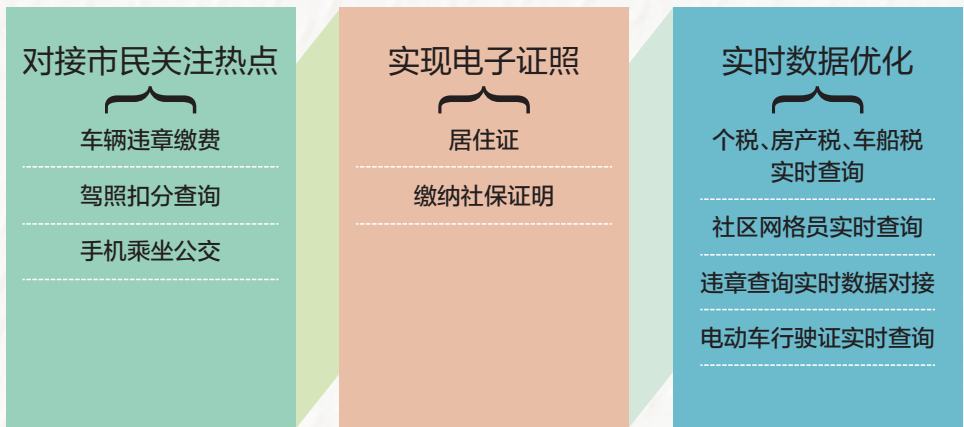 对接市民关注热点
车辆违章缴费
驾照扣分查询
手机乘坐公交
实现电子证照
居住证
缴纳社保证明
实时数据优化
个税、房产税、车船税
实时查询
社区网格员实时查询
违章查询实时数据对接
电动车行驶证实时查询